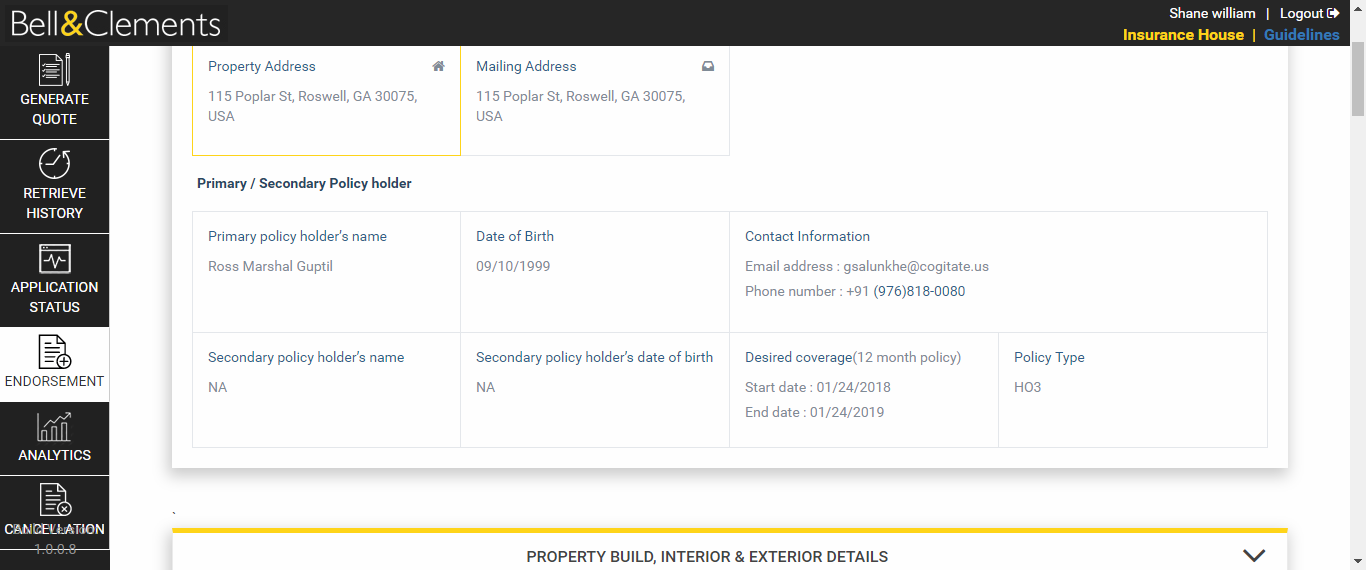 Bell&Clements
Shane william | Logout
Insurance House | Guidelines
GENERATE
QUOTE
RETRIEVE
HISTORY
APPLICATION
STATUS
ENDORSEMENT
ANALYTICS
CANCELLATION
Build Version
1.0.0.8
Property Address
115 Poplar St, Roswell, GA 30075,
USA
Mailing Address
115 Poplar St, Roswell, GA 30075,
USA
Primary / Secondary Policy holder
Primary policy holder's name
Ross Marshal Guptil
Date of Birth
09/10/1999
Contact Information
Email address : gsalunkhe@cogitate.us
Phone number : +91 (976)818-0080
Secondary policy holder's name
NA
Secondary policy holder's date of birth
NA
Desired coverage(12 month policy)
Start date : 01/24/2018
End date : 01/24/2019
Policy Type
HO3
`
PROPERTY BUILD, INTERIOR & EXTERIOR DETAILS